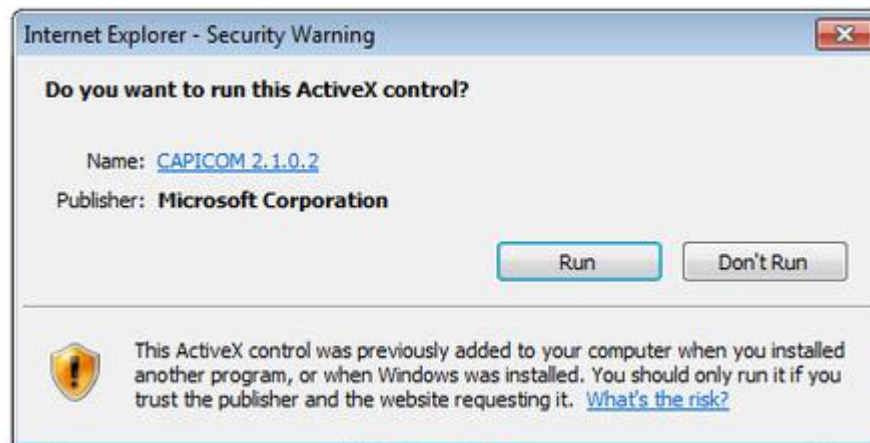 Internet Explorer - Security Warning
Do you want to run this ActiveX control?
Name: CAPICOM 2.1.0.2
Publisher: Microsoft Corporation
Run Don't Run
This ActiveX control was previously added to your computer when you installed
another program, or when Windows was installed. You should only run it if you
trust the publisher and the website requesting it. What's the risk?